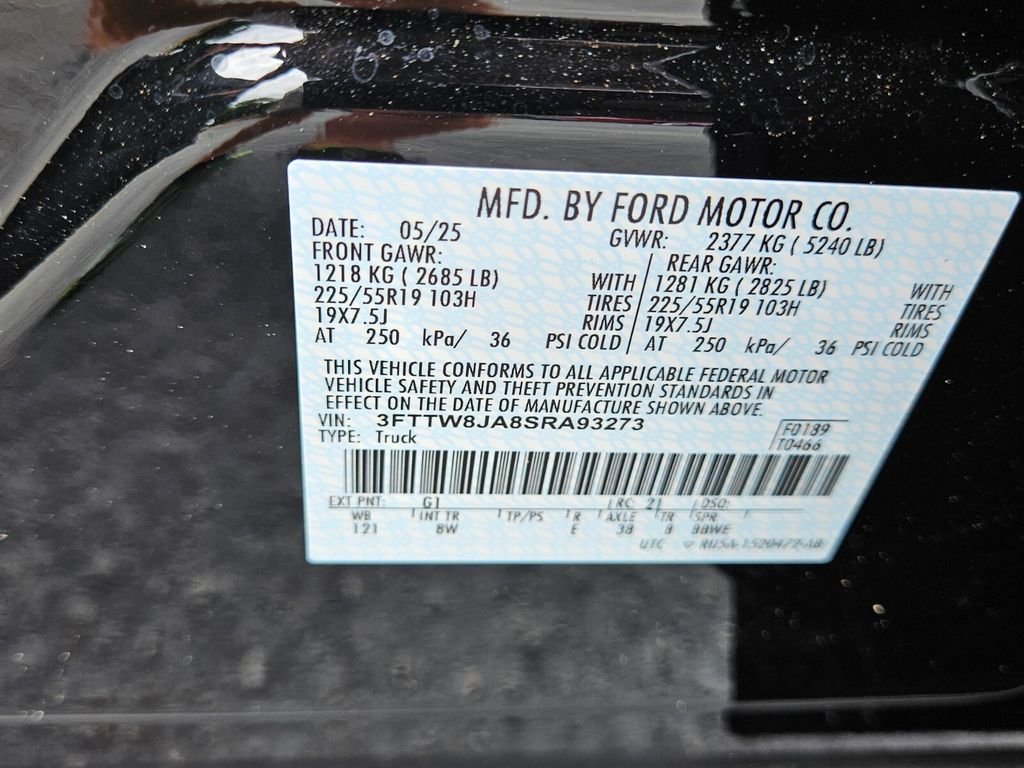 MFD. BY FORD MOTOR CO.
DATE: 05/25 GVWR: 2377 KG ( 5240 LB)
FRONT GAWR: REAR GAWR:
1218 KG ( 2685 LB) WITH 1281 KG ( 2825 LB) WITH
225/55R19 103H TIRES 225/55R19 103H TIRES
19X7.5J RIMS 19X7.5J RIMS
AT 250 kPa/ 36 PSI COLD AT 250 kPa/ 36 PSI COLD
THIS VEHICLE CONFORMS TO ALL APPLICABLE FEDERAL MOTOR
VEHICLE SAFETY AND THEFT PREVENTION STANDARDS IN
EFFECT ON THE DATE OF MANUFACTURE SHOWN ABOVE.
VIN: 3FTTW8JA8SRA93273 F0189
TYPE: Truck T0466
EXT PNT: G1 RC: 21 DSO:
WB INT TR TP/PS R AXLE TR SPR
121 8W E 38 8 BBWE
UTC